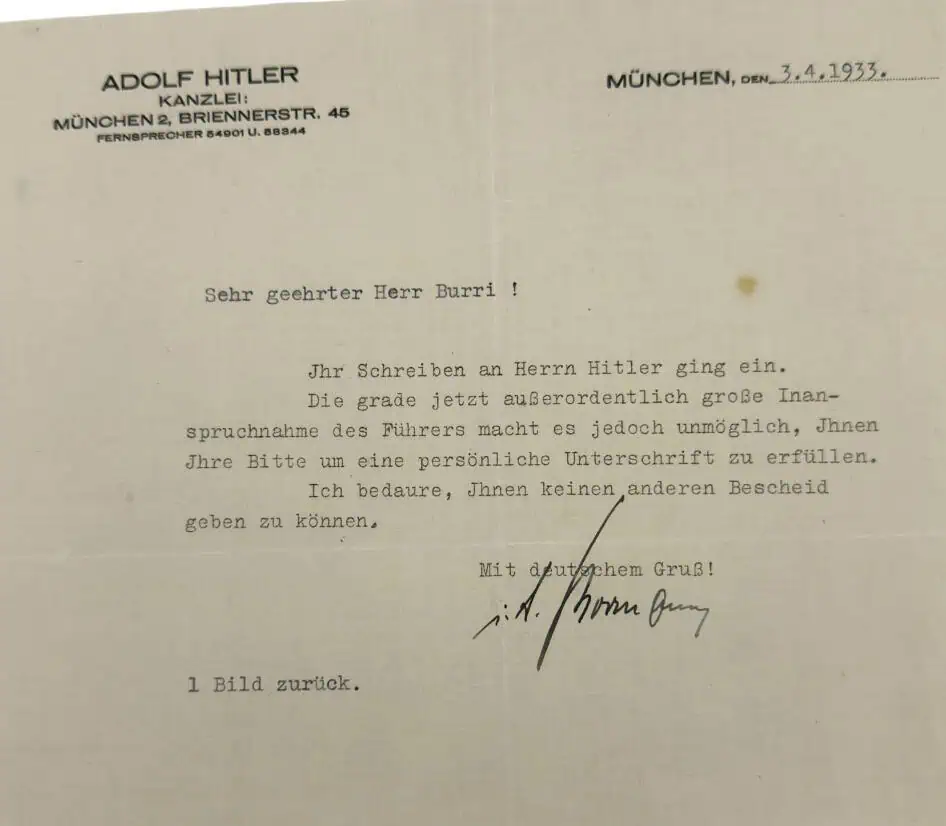 ADOLF HITLER
KANZLEI:
MÜNCHEN 2, BRIENNERSTR. 45
FERNSPRECHER 54901 U. 58344
MÜNCHEN, DEN 3.4.1933.
Sehr geehrter Herr Burri !
Jhr Schreiben an Herrn Hitler ging ein.
Die grade jetzt außerordentlich große Inan-
spruchnahme des Führers macht es jedoch unmöglich, Jhnen
Jhre Bitte um eine persönliche Unterschrift zu erfüllen.
Ich bedaure, Jhnen keinen anderen Bescheid
geben zu können.
Mit deutschem Gruß!
i.A.
1 Bild zurück.